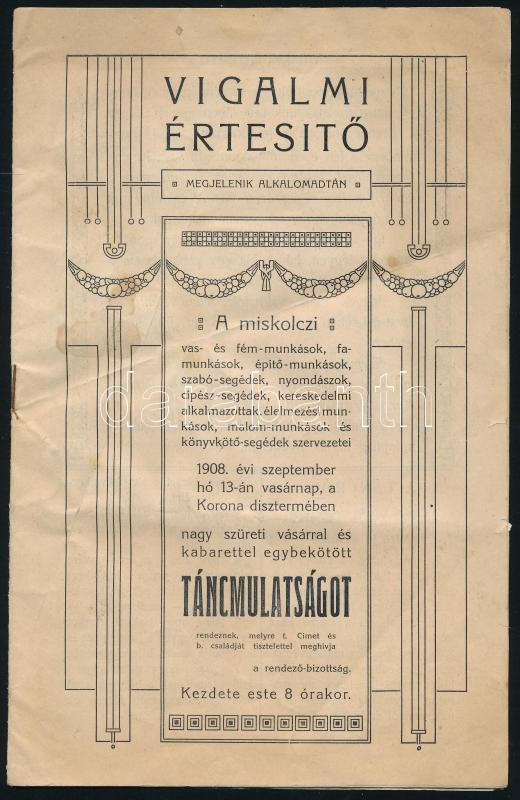 VIGALMI
ÉRTESITŐ
MEGJELENIK ALKALOMADTÁN
A miskolczi
vas- és fém-munkások, fa-
munkások, épitő-munkások,
szabó-segédek, nyomdászok,
cipész-segédek, kereskedelmi
alkalmazottak, élelmezési mun-
kások, malom-munkások és
könyvkötő-segédek szervezetei
1908. évi szeptember
hó 13-án vasárnap, a
Korona disztermében
nagy szüreti vásárral és
kabarettel egybekötött
TÁNCMULATSÁGOT
rendeznek, melyre t. Cimet és
b. családját tisztelettel meghivja
a rendező-bizottság.
Kezdete este 8 órakor.
darabanth